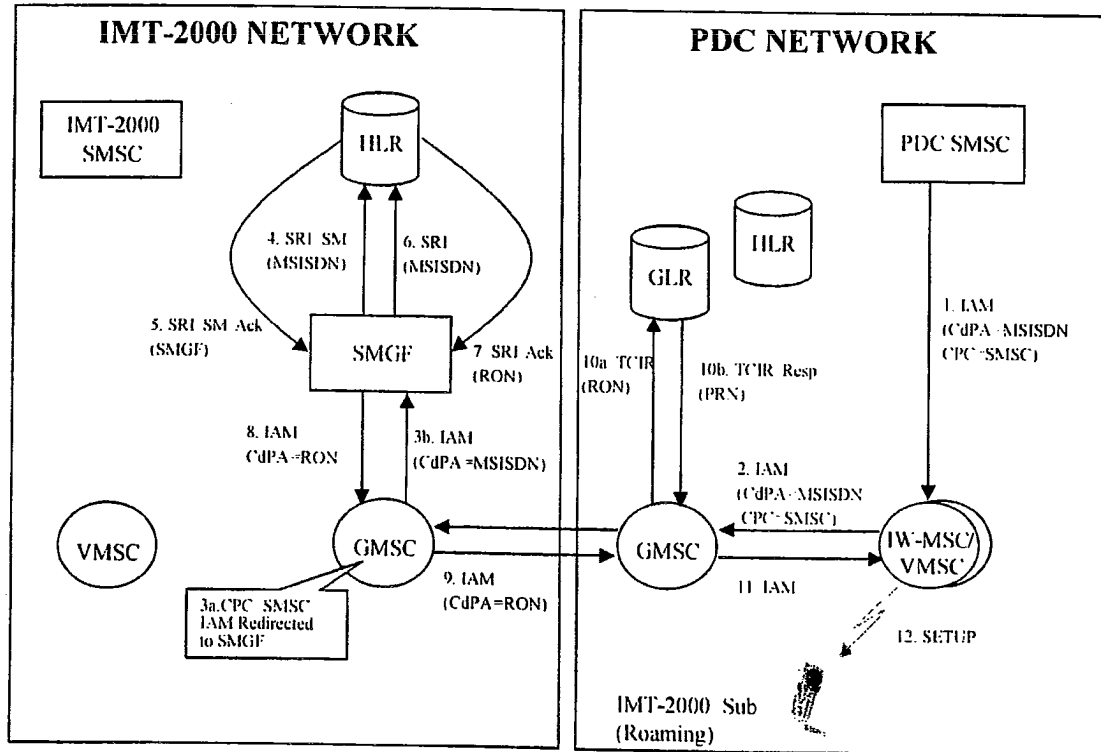 IMT-2000 NETWORK
PDC NETWORK
IMT-2000
SMSC
HLR
PDC SMSC
4. SRI SM
(MSISDN)
6. SRI
(MSISDN)
HLR
GLR
5. SRI SM Ack
(SMGF)
SMGF
7 SRI Ack
(RON)
10a TCIR
(RON)
10b. TCIR Resp
(PRN)
1. IAM
(CdPA=MSISDN
CPC=SMSC)
8. IAM
CdPA=RON
3b. IAM
(CdPA=MSISDN)
2. IAM
(CdPA=MSISDN
CPC=SMSC)
VMSC
GMSC
GMSC
IW-MSC/
VMSC
9. IAM
(CdPA=RON)
11 IAM
3a.CPC SMSC
IAM Redirected
to SMGF
12. SETUP
IMT-2000 Sub
(Roaming)